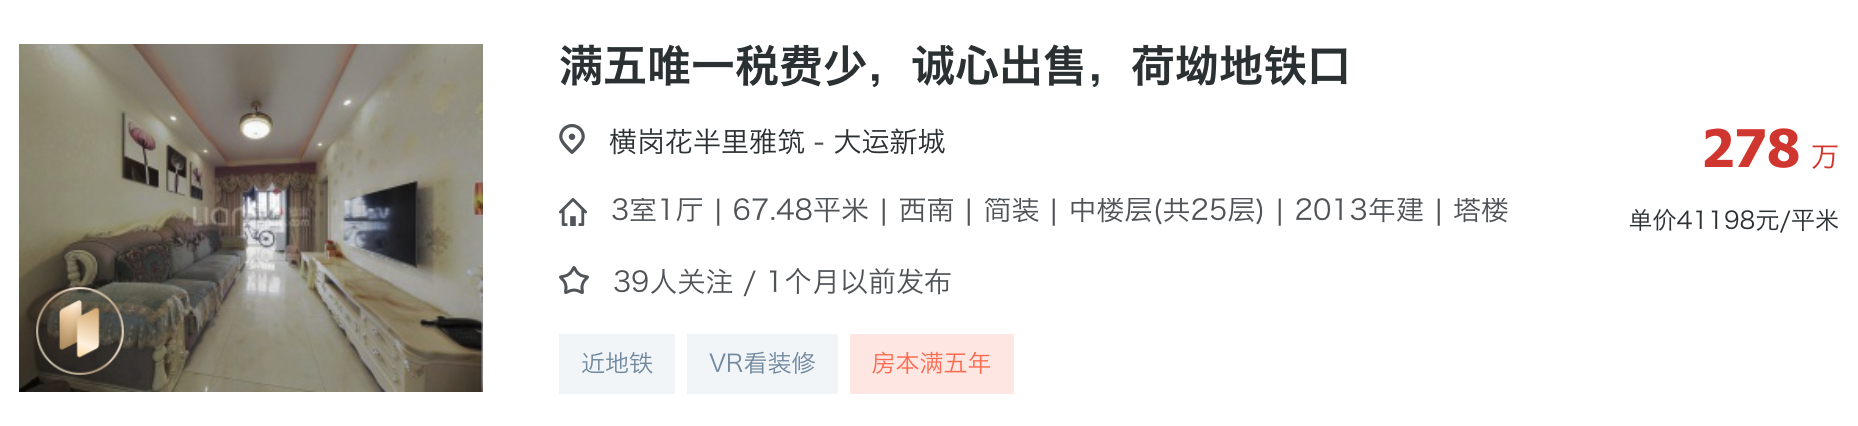 满五唯一税费少，诚心出售，荷坳地铁口
横岗花半里雅筑 - 大运新城
278 万
3室1厅 | 67.48平米 | 西南 | 简装 | 中楼层(共25层) | 2013年建 | 塔楼
单价41198元/平米
39人关注 / 1个月以前发布
近地铁 VR看装修 房本满五年